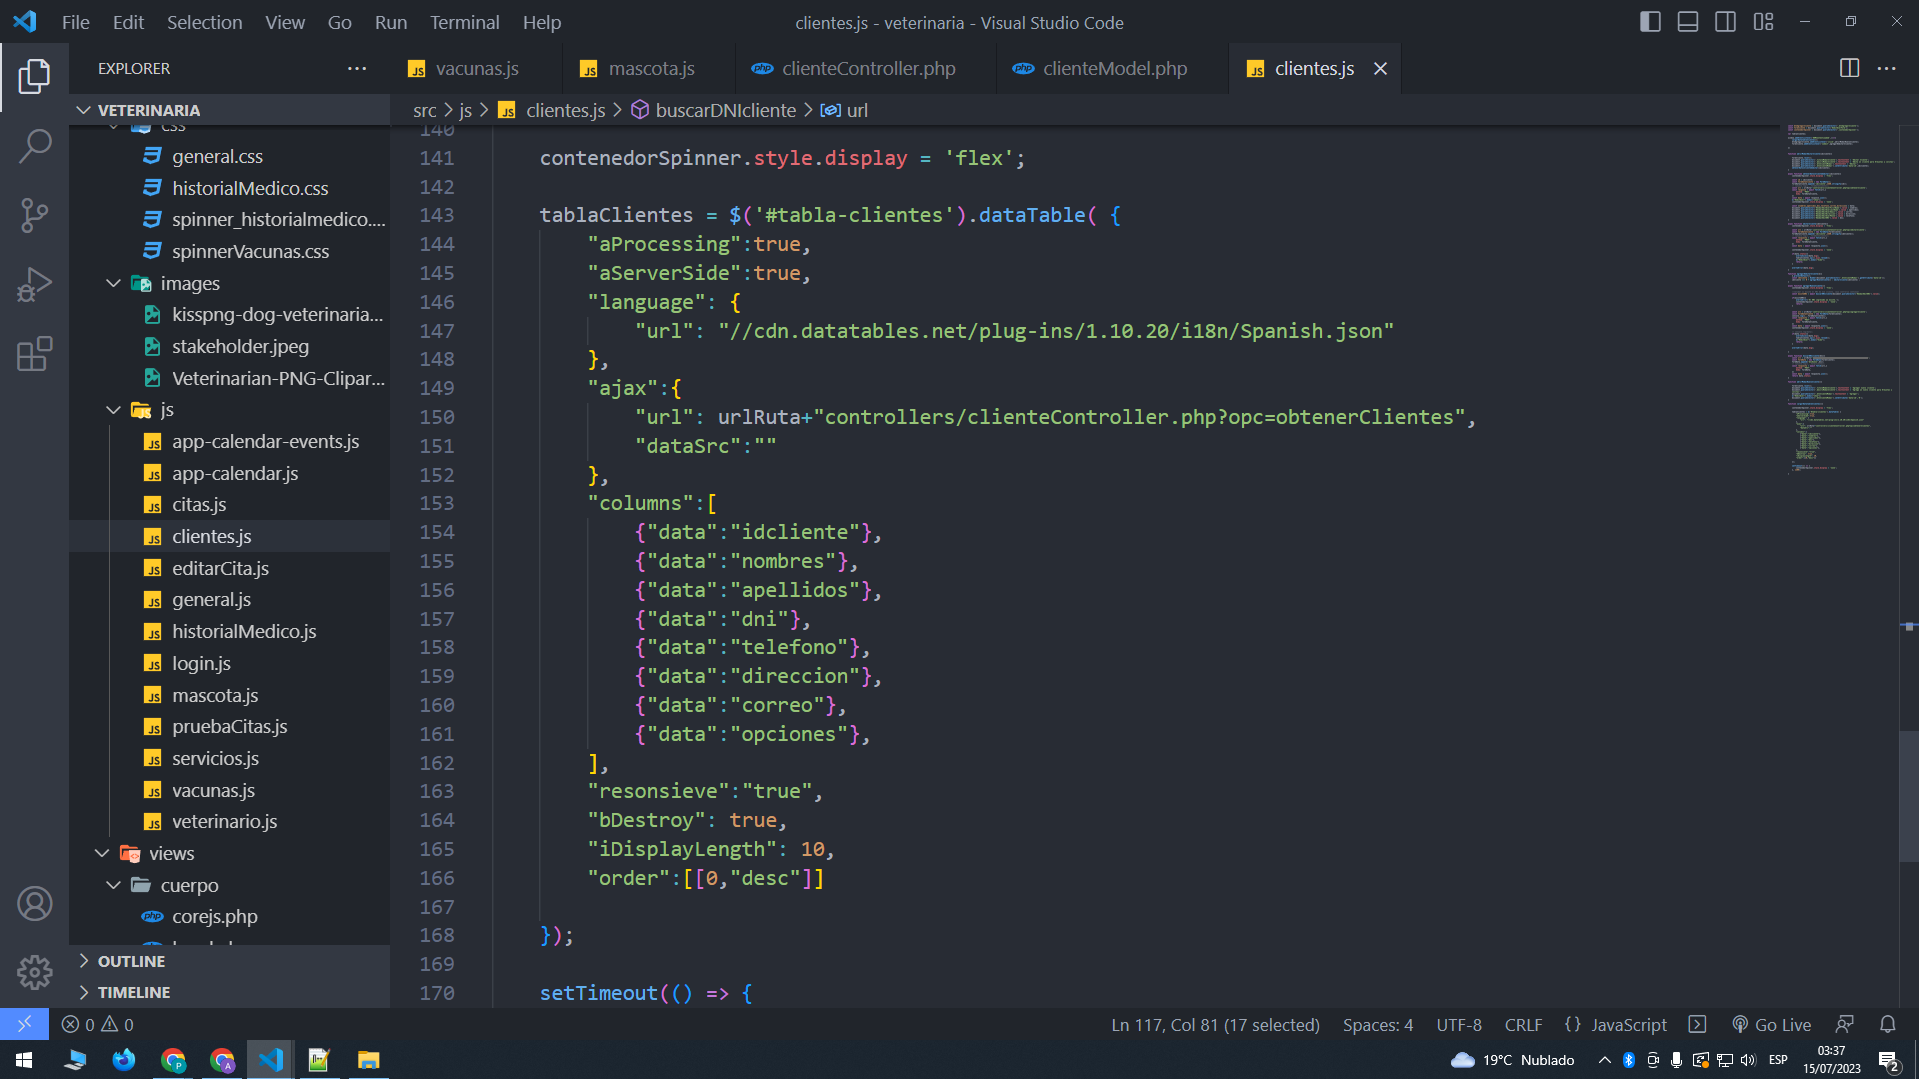 File Edit Selection View Go Run Terminal Help
clientes.js - veterinaria - Visual Studio Code
EXPLORER
vacunas.js
mascota.js
clienteController.php
clienteModel.php
clientes.js
VETERINARIA
src > js > clientes.js > buscarDNIcliente > url
css
general.css
historialMedico.css
spinner_historialmedico....
spinnerVacunas.css
images
kisspng-dog-veterinaria...
stakeholder.jpeg
Veterinarian-PNG-Clipar...
js
app-calendar-events.js
app-calendar.js
citas.js
clientes.js
editarCita.js
general.js
historialMedico.js
login.js
mascota.js
pruebaCitas.js
servicios.js
vacunas.js
veterinario.js
views
cuerpo
corejs.php
OUTLINE
TIMELINE
140
141 contenedorSpinner.style.display = 'flex';
142
143 tablaClientes = $('#tabla-clientes').dataTable( {
144 "aProcessing":true,
145 "aServerSide":true,
146 "language": {
147 "url": "//cdn.datatables.net/plug-ins/1.10.20/i18n/Spanish.json"
148 },
149 "ajax":{
150 "url": urlRuta+"controllers/clienteController.php?opc=obtenerClientes",
151 "dataSrc":""
152 },
153 "columns":[
154 {"data":"idcliente"},
155 {"data":"nombres"},
156 {"data":"apellidos"},
157 {"data":"dni"},
158 {"data":"telefono"},
159 {"data":"direccion"},
160 {"data":"correo"},
161 {"data":"opciones"},
162 ],
163 "resonsieve":"true",
164 "bDestroy": true,
165 "iDisplayLength": 10,
166 "order":[[0,"desc"]]
167
168 });
169
170 setTimeout(() => {
0 0
Ln 117, Col 81 (17 selected)
Spaces: 4
UTF-8
CRLF
{} JavaScript
Go Live
19°C Nublado
ESP
03:37
15/07/2023
2